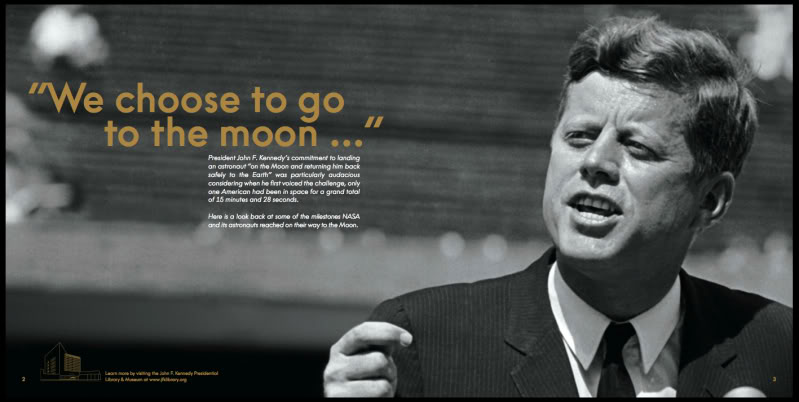 “We choose to go
to the moon ...”
President John F. Kennedy's commitment to landing
an astronaut “on the Moon and returning him back
safely to the Earth” was particularly audacious
considering when he first voiced the challenge, only
one American had been in space for a grand total
of 15 minutes and 28 seconds.
Here is a look back at some of the milestones NASA
and its astronauts reached on their way to the Moon.
2
Learn more by visiting the John F. Kennedy Presidential
Library & Museum at www.jfklibrary.org
3